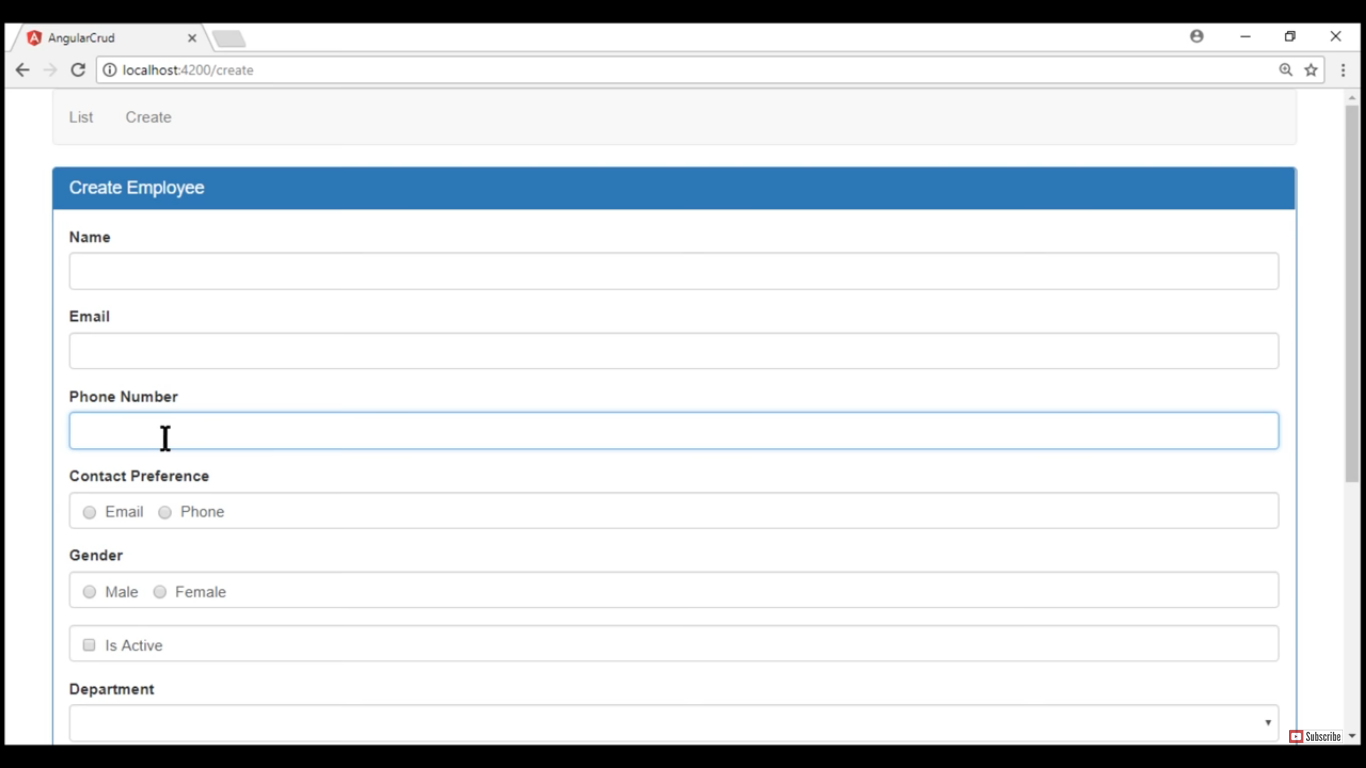 AngularCrud
localhost:4200/create
List Create
Create Employee
Name
Email
Phone Number
Contact Preference
Email Phone
Gender
Male Female
Is Active
Department
Subscribe